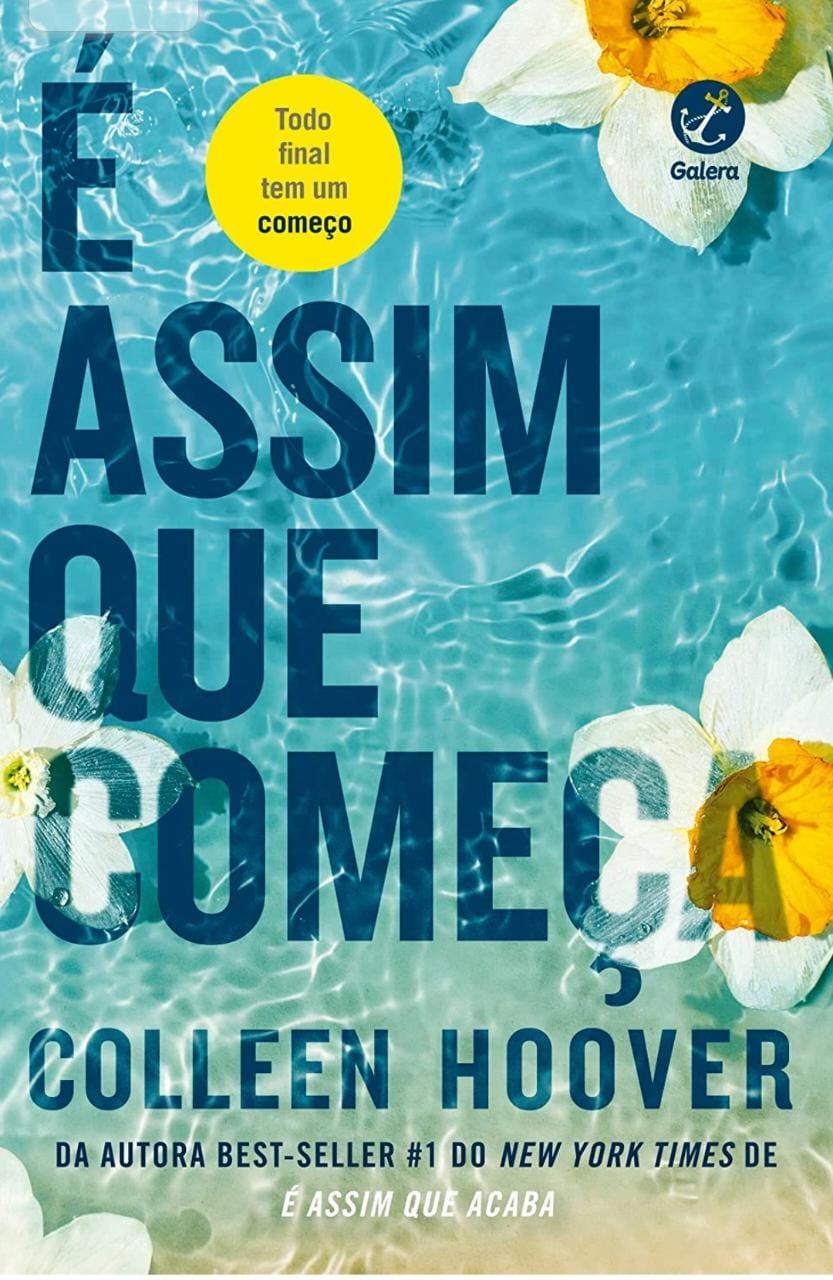 É
Todo
final
tem um
começo
Galera
ASSIM
QUE
COMEÇA
COLLEEN HOOVER
DA AUTORA BEST-SELLER #1 DO NEW YORK TIMES DE
É ASSIM QUE ACABA